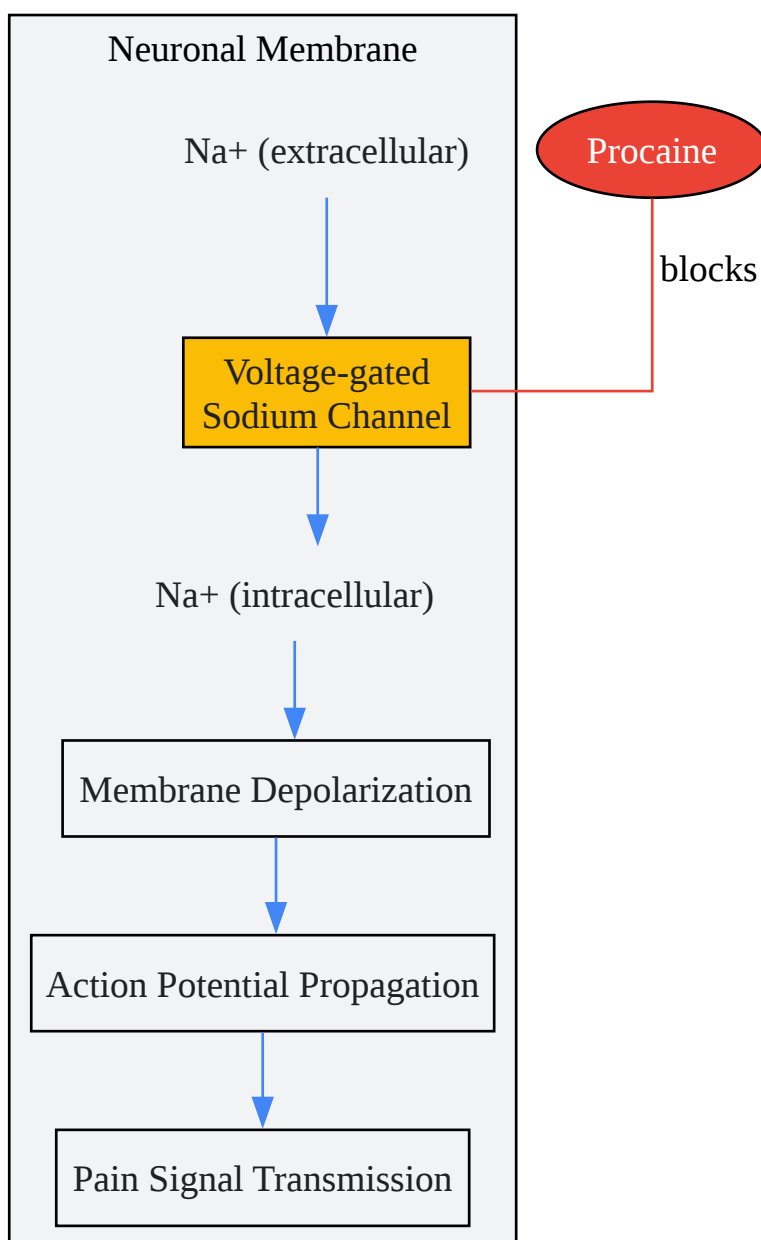 Neuronal Membrane
Na+ (extracellular)
Procaine
blocks
Voltage-gated
Sodium Channel
Na+ (intracellular)
Membrane Depolarization
Action Potential Propagation
Pain Signal Transmission